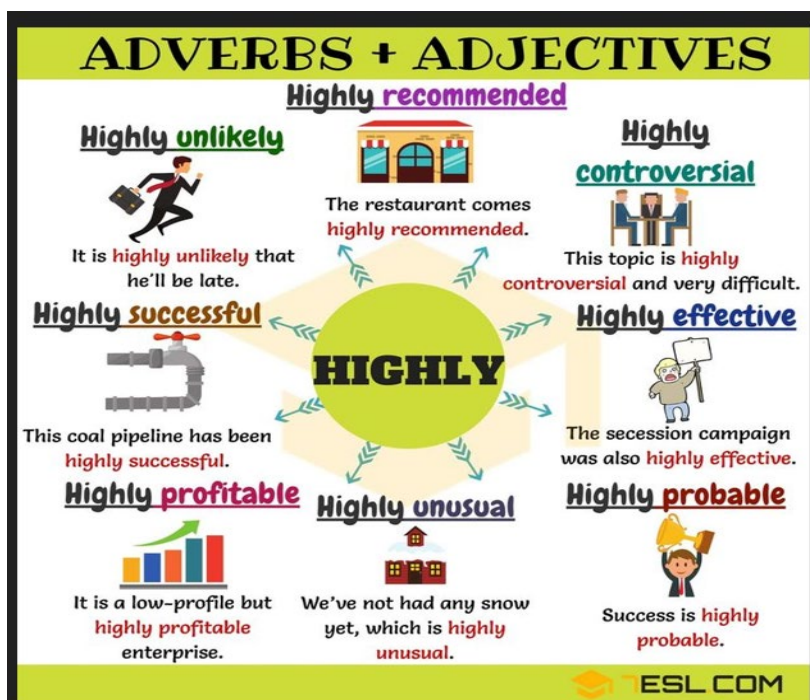 ADVERBS + ADJECTIVES
Highly recommended
The restaurant comes
highly recommended.
Highly unlikely
It is highly unlikely that
he'll be late.
Highly
controversial
This topic is highly
controversial and very difficult.
Highly successful
This coal pipeline has been
highly successful.
HIGHLY
Highly effective
The secession campaign
was also highly effective.
Highly profitable
It is a low-profile but
highly profitable
enterprise.
Highly unusual
We've not had any snow
yet, which is highly
unusual.
Highly probable
Success is highly
probable.
7ESL.COM